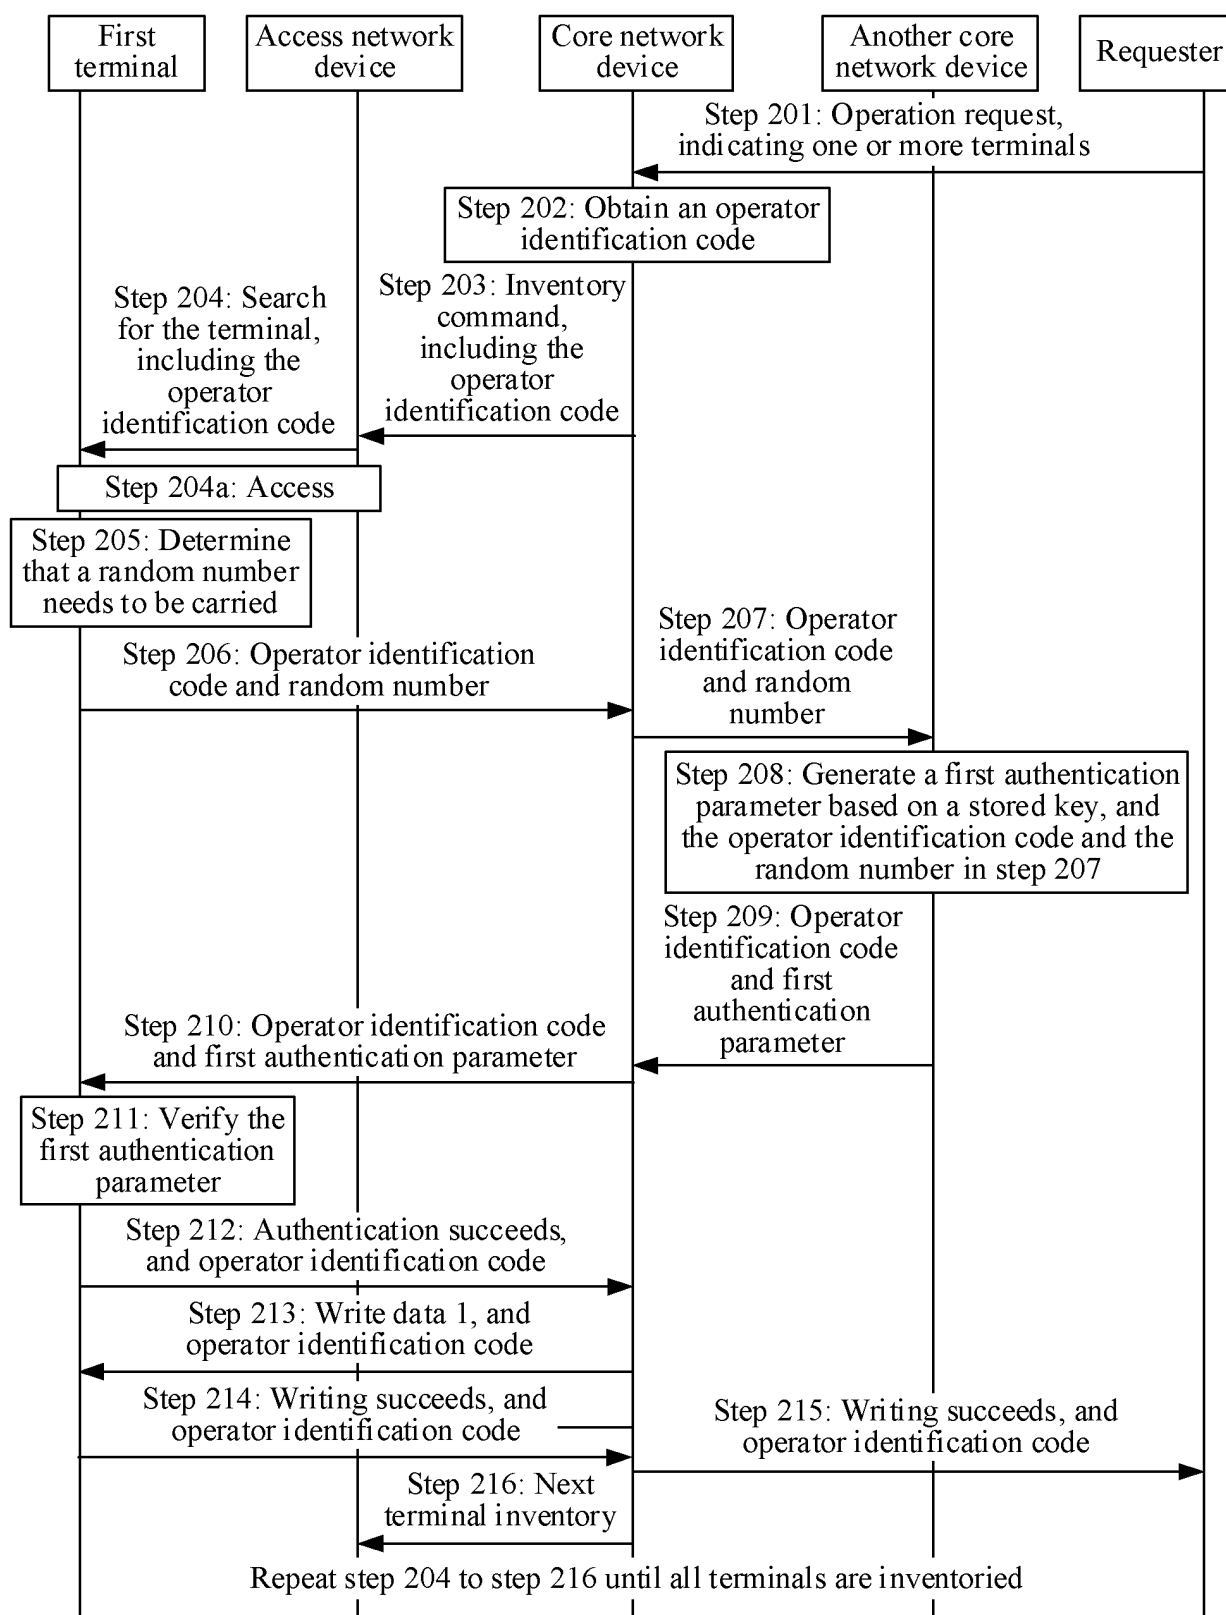 First
terminal
Access network
device
Core network
device
Another core
network device
Requester
Step 201: Operation request,
indicating one or more terminals
Step 202: Obtain an operator
identification code
Step 203: Inventory
command,
including the
operator
identification code
Step 204: Search
for the terminal,
including the
operator
identification code
Step 204a: Access
Step 205: Determine
that a random number
needs to be carried
Step 206: Operator identification
code and random number
Step 207: Operator
identification code
and random
number
Step 208: Generate a first authentication
parameter based on a stored key, and
the operator identification code and the
random number in step 207
Step 209: Operator
identification code
and first
authentication
parameter
Step 210: Operator identification code
and first authentication parameter
Step 211: Verify the
first authentication
parameter
Step 212: Authentication succeeds,
and operator identification code
Step 213: Write data 1, and
operator identification code
Step 214: Writing succeeds, and
operator identification code
Step 215: Writing succeeds, and
operator identification code
Step 216: Next
terminal inventory
Repeat step 204 to step 216 until all terminals are inventoried